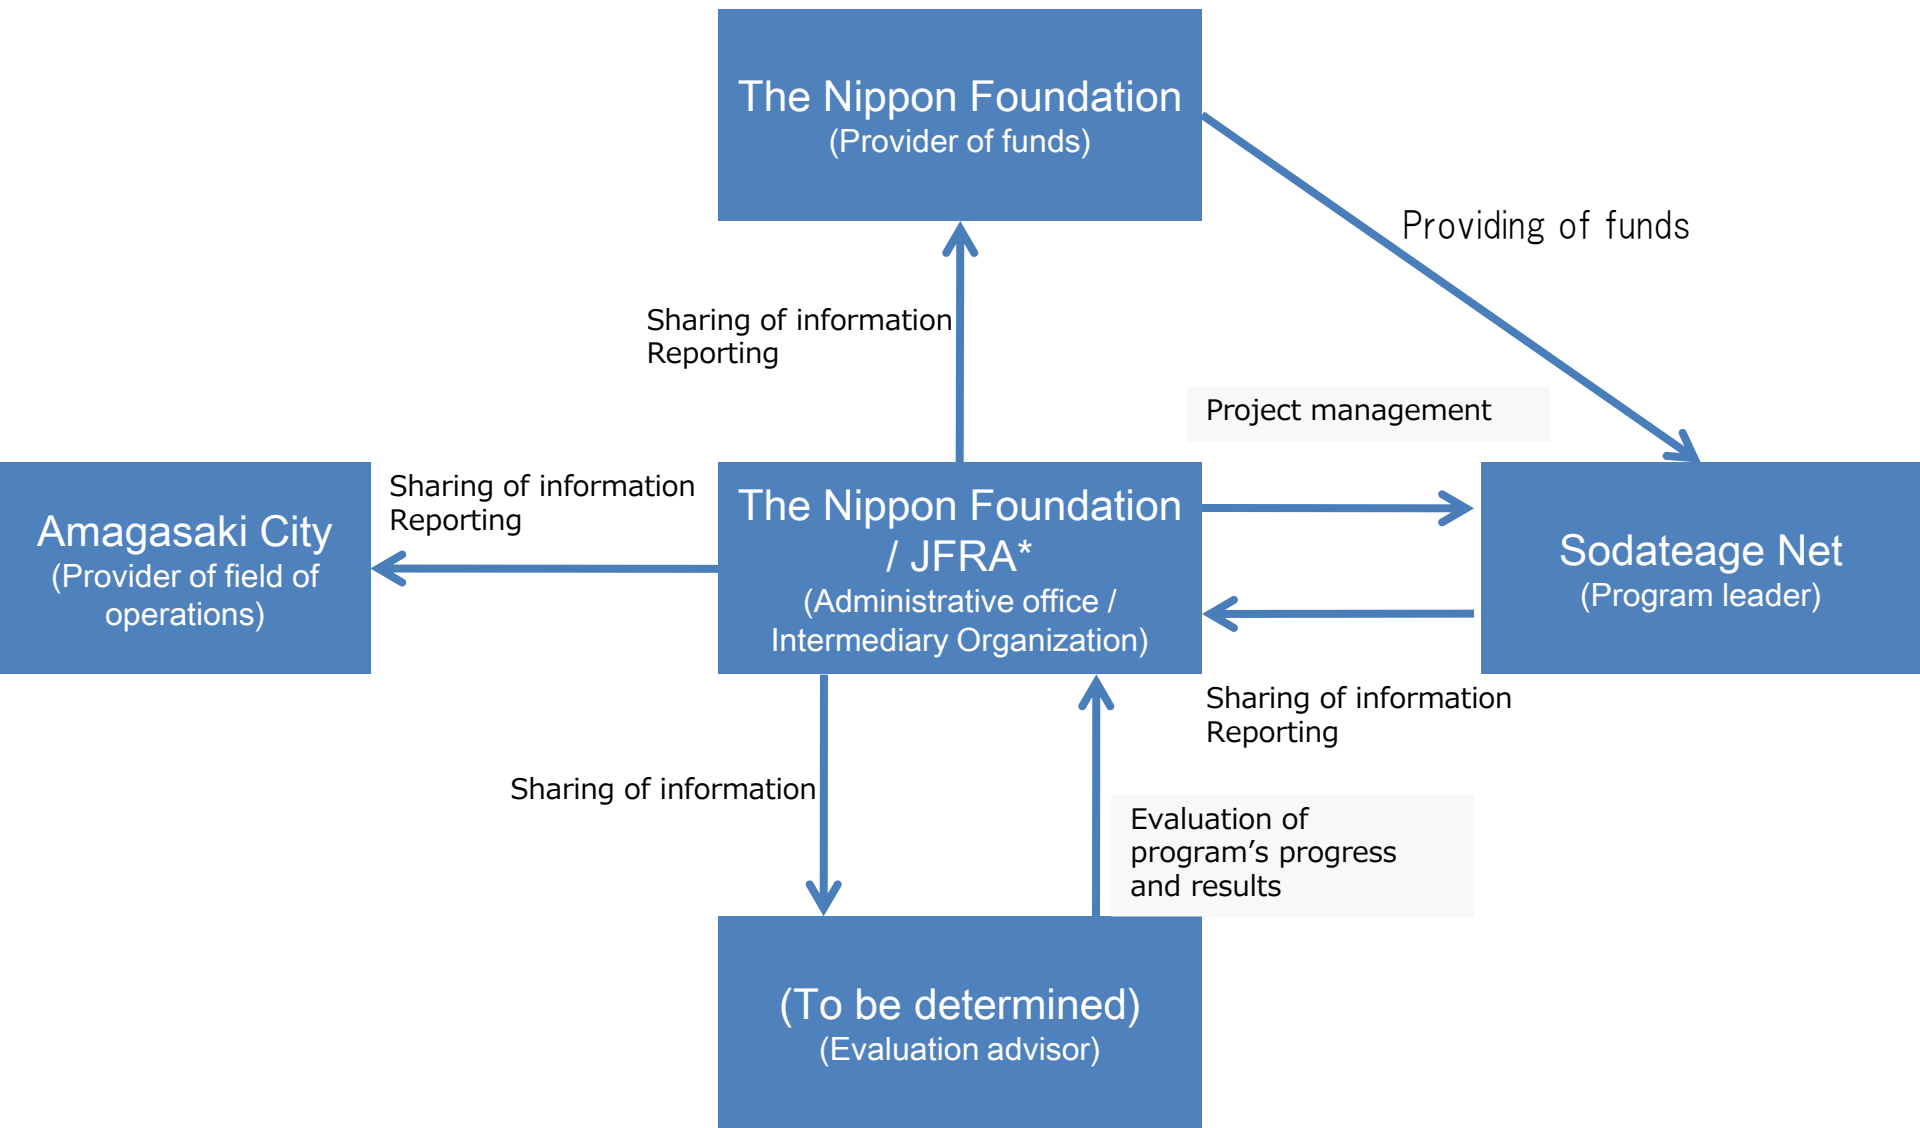 The Nippon Foundation
(Provider of funds)
Providing of funds
Sharing of information
Reporting
Project management
Amagasaki City
(Provider of field of
operations)
Sharing of information
Reporting
The Nippon Foundation
/ JFRA*
(Administrative office /
Intermediary Organization)
Sodateage Net
(Program leader)
Sharing of information
Reporting
Sharing of information
Evaluation of
program’s progress
and results
(To be determined)
(Evaluation advisor)